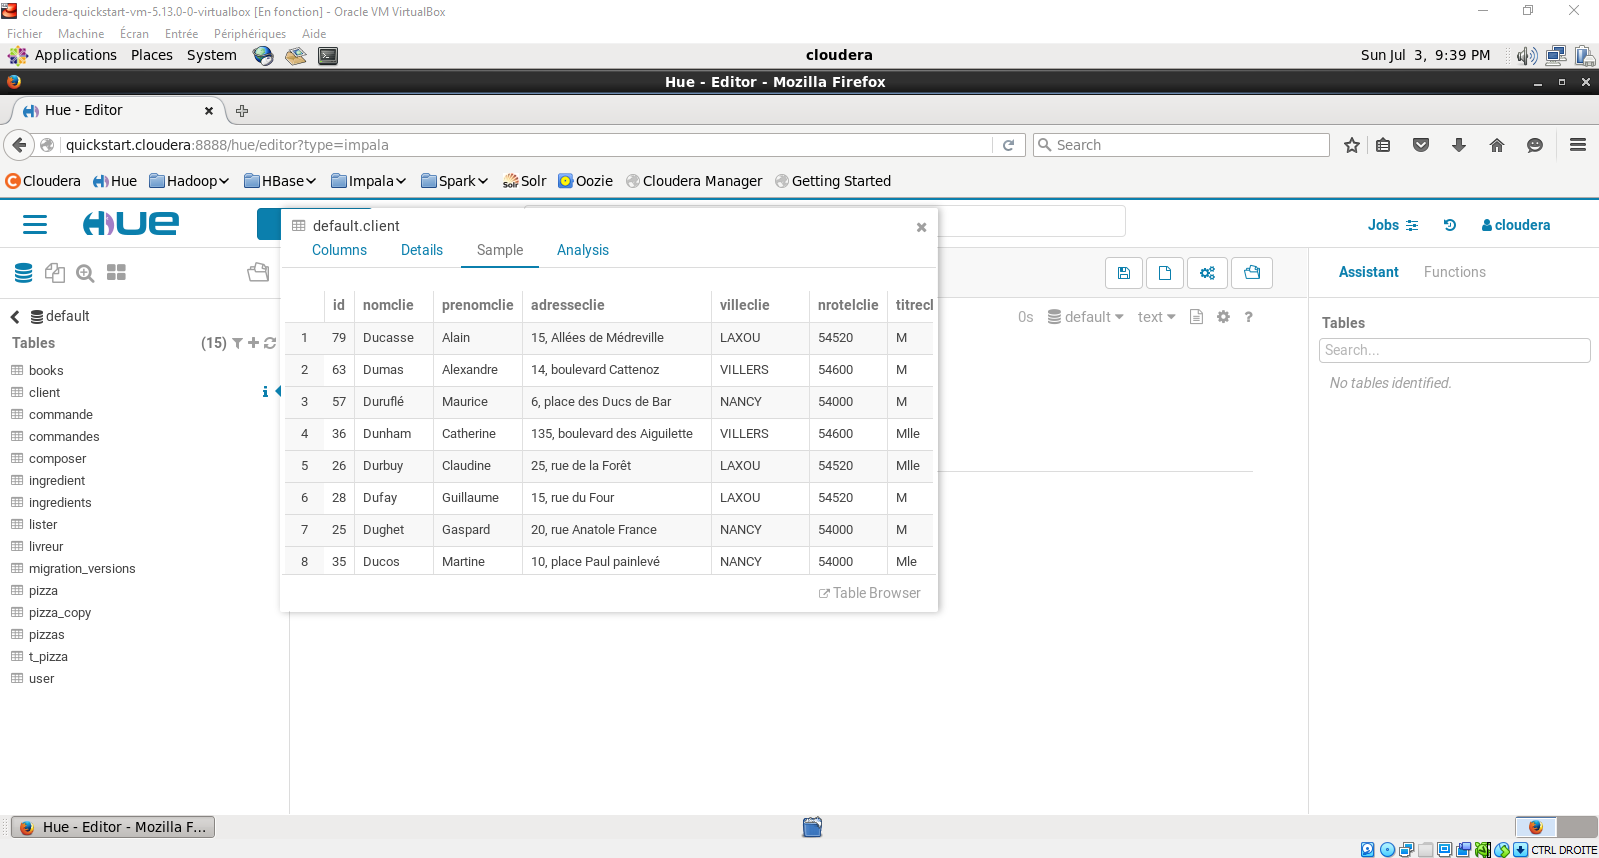 cloudera-quickstart-vm-5.13.0-0-virtualbox [En fonction] - Oracle VM VirtualBox
Fichier Machine Écran Entrée Périphériques Aide
Applications Places System cloudera Sun Jul 3, 9:39 PM
Hue - Editor - Mozilla Firefox
Hue - Editor
quickstart.cloudera:8888/hue/editor?type=impala Search
Cloudera Hue Hadoop HBase Impala Spark Solr Oozie Cloudera Manager Getting Started
HUE Jobs cloudera
default.client
Columns Details Sample Analysis
Assistant Functions
default
0s default text ?
Tables (15)
Tables
Search...
No tables identified.
books
client
commande
commandes
composer
ingredient
ingredients
lister
livreur
migration_versions
pizza
pizza_copy
pizzas
t_pizza
user
id nomclie prenomclie adresseclie villeclie nrotelclie titrecl
1 79 Ducasse Alain 15, Allées de Médreville LAXOU 54520 M
2 63 Dumas Alexandre 14, boulevard Cattenoz VILLERS 54600 M
3 57 Duruflé Maurice 6, place des Ducs de Bar NANCY 54000 M
4 36 Dunham Catherine 135, boulevard des Aiguilette VILLERS 54600 Mlle
5 26 Durbuy Claudine 25, rue de la Forêt LAXOU 54520 Mlle
6 28 Dufay Guillaume 15, rue du Four LAXOU 54520 M
7 25 Dughet Gaspard 20, rue Anatole France NANCY 54000 M
8 35 Ducos Martine 10, place Paul painlevé NANCY 54000 Mle
Table Browser
Hue - Editor - Mozilla F...
CTRL DROITE